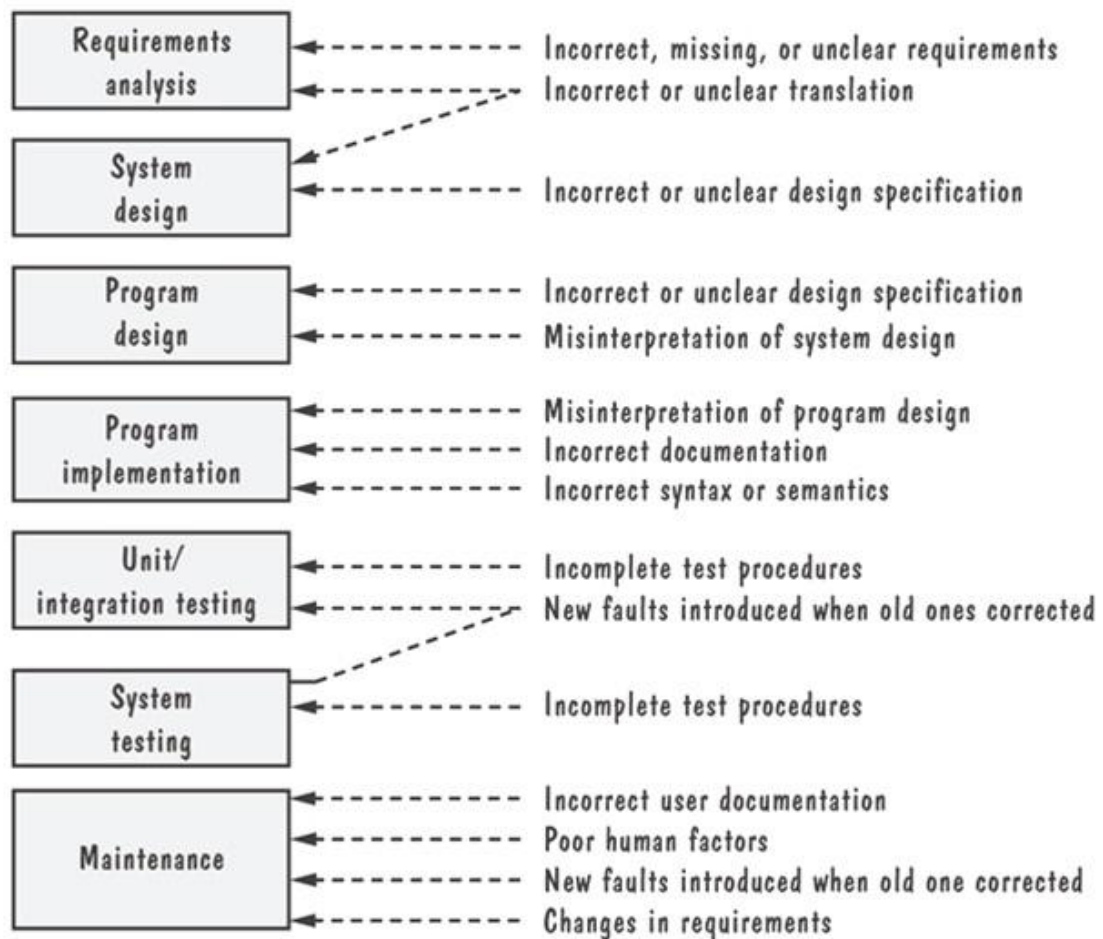 Requirements
analysis
Incorrect, missing, or unclear requirements
Incorrect or unclear translation
System
design
Incorrect or unclear design specification
Program
design
Incorrect or unclear design specification
Misinterpretation of system design
Program
implementation
Misinterpretation of program design
Incorrect documentation
Incorrect syntax or semantics
Unit/
integration testing
Incomplete test procedures
New faults introduced when old ones corrected
System
testing
Incomplete test procedures
Maintenance
Incorrect user documentation
Poor human factors
New faults introduced when old one corrected
Changes in requirements